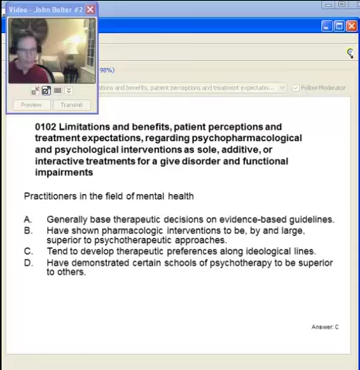 Video - John Bolter #2
98%)
Preview
Transmit
ations and benefits, patient perceptions and treatment expectatio...
Follow Moderator
0102 Limitations and benefits, patient perceptions and
treatment expectations, regarding psychopharmacological
and psychological interventions as sole, additive, or
interactive treatments for a give disorder and functional
impairments
Practitioners in the field of mental health
A. Generally base therapeutic decisions on evidence-based guidelines.
B. Have shown pharmacologic interventions to be, by and large,
superior to psychotherapeutic approaches.
C. Tend to develop therapeutic preferences along ideological lines.
D. Have demonstrated certain schools of psychotherapy to be superior
to others.
Answer: C